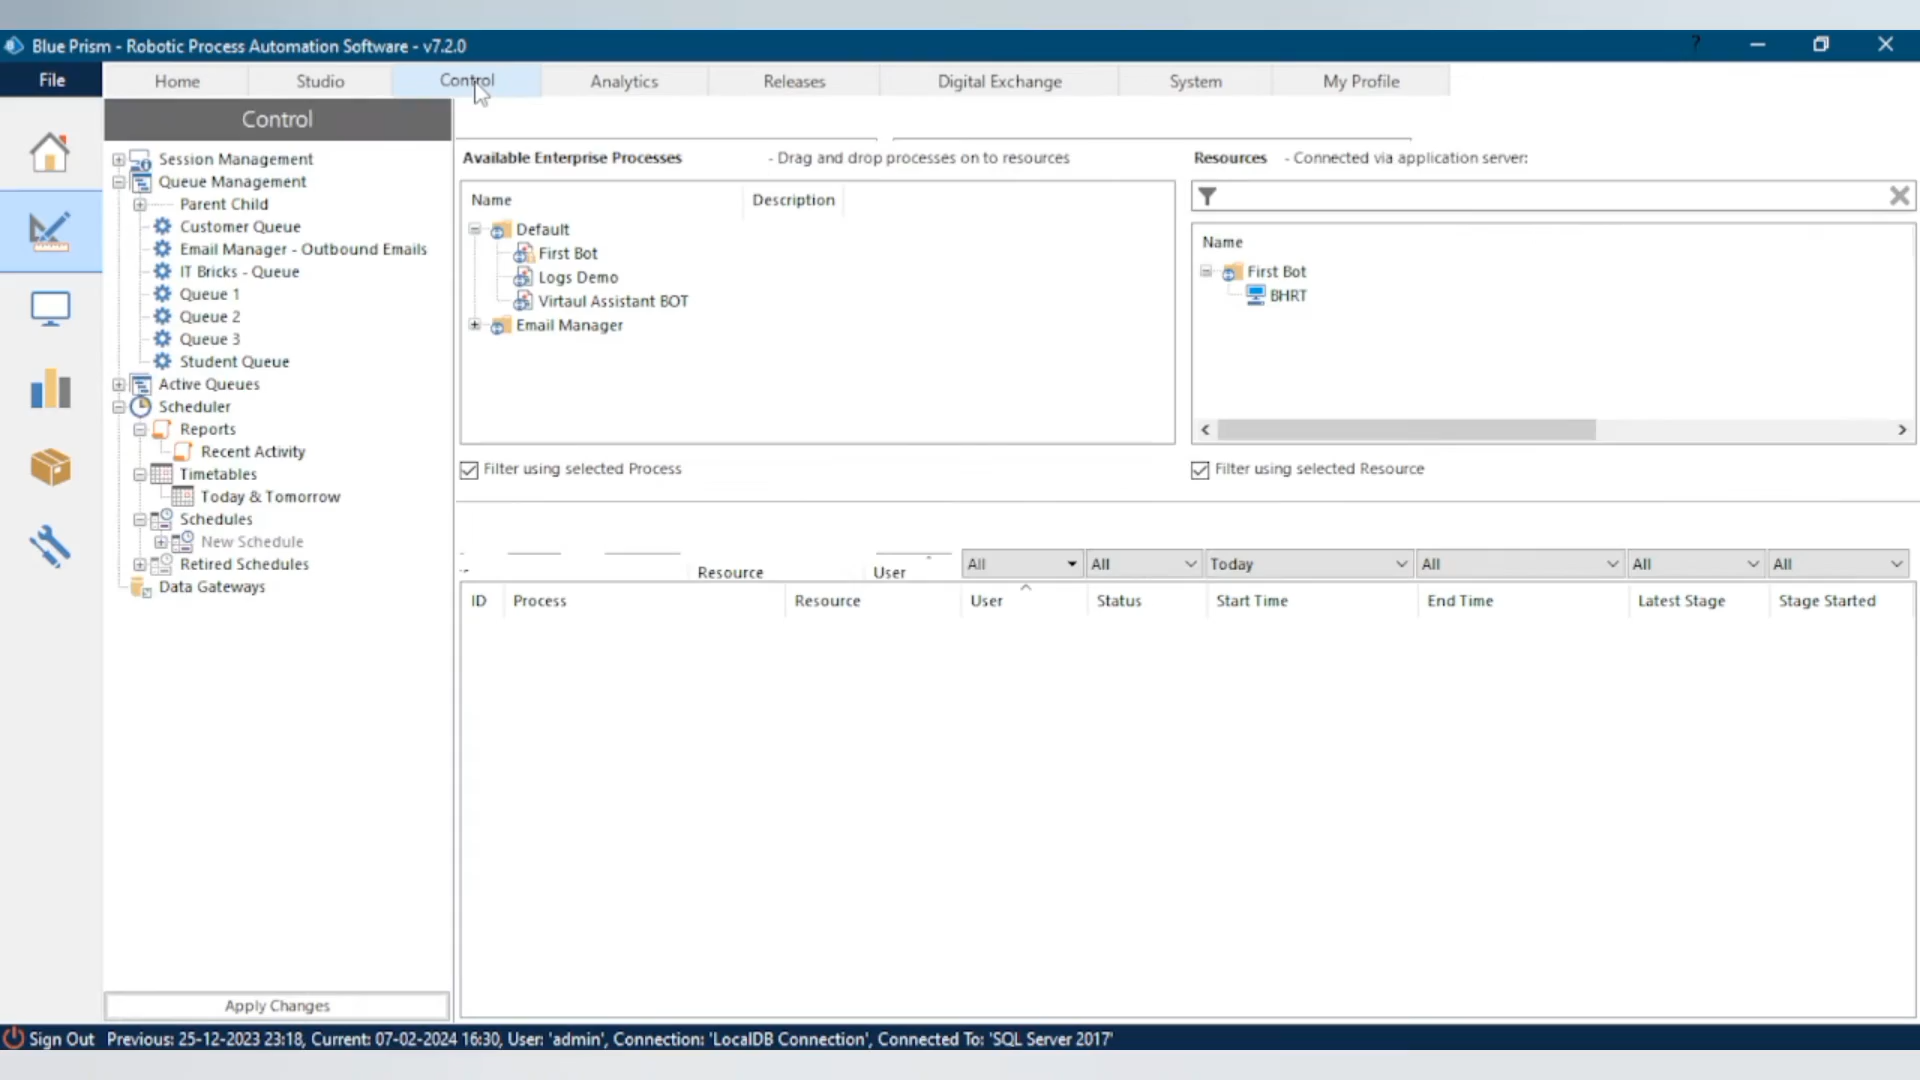 Blue Prism - Robotic Process Automation Software - v7.2.0
?
File
Home
Studio
Control
Analytics
Releases
Digital Exchange
System
My Profile
Control
Session Management
Queue Management
Parent Child
Customer Queue
Email Manager - Outbound Emails
IT Bricks - Queue
Queue 1
Queue 2
Queue 3
Student Queue
Active Queues
Scheduler
Reports
Recent Activity
Timetables
Today & Tomorrow
Schedules
New Schedule
Retired Schedules
Data Gateways
Apply Changes
Available Enterprise Processes - Drag and drop processes on to resources
Name Description
Default
First Bot
Logs Demo
Virtaul Assistant BOT
Email Manager
Filter using selected Process
Resources - Connected via application server:
Name
First Bot
BHRT
Filter using selected Resource
Resource User All All Today All All All
ID Process Resource User Status Start Time End Time Latest Stage Stage Started
Sign Out Previous: 25-12-2023 23:18, Current: 07-02-2024 16:30, User: 'admin', Connection: 'LocalDB Connection', Connected To: 'SQL Server 2017'